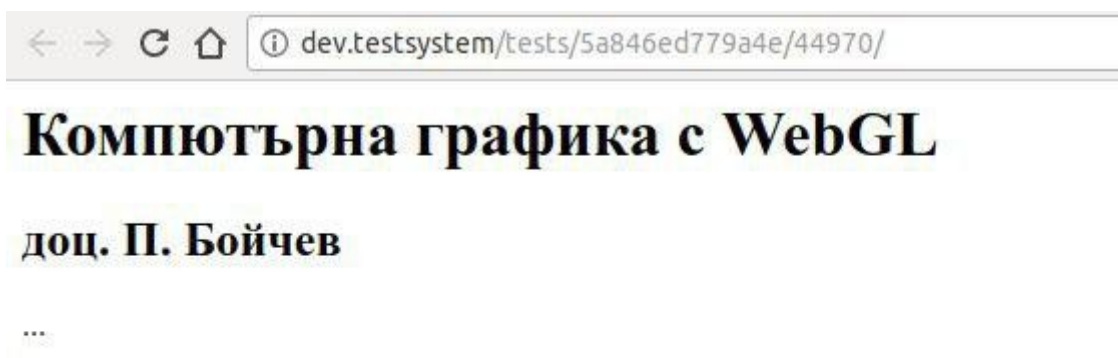 dev.testsystem/tests/5a846ed779a4e/44970/
Компютърна графика с WebGL
доц. П. Бойчев
...